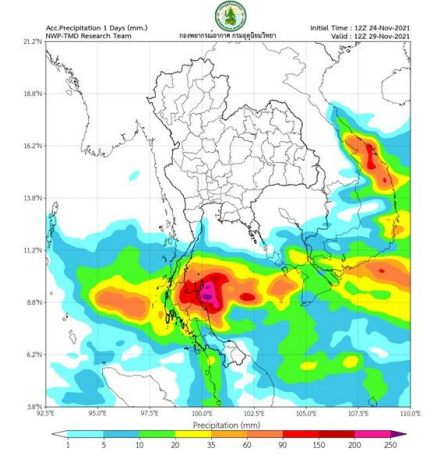 Acc.Precipitation 1 Days (mm.)
NWP-TMD Research Team
กองพยากรณ์อากาศ กรมอุตุนิยมวิทยา
Initial Time : 12Z 24-Nov-2021
Valid : 12Z 29-Nov-2021
21.2°N
18.8°N
16.2°N
13.8°N
11.2°N
8.8°N
6.2°N
3.8°N
92.5°E 95.0°E 97.5°E 100.0°E 102.5°E 105.0°E 107.5°E 110.0°E
Precipitation (mm)
1 5 10 20 35 60 90 150 200 250